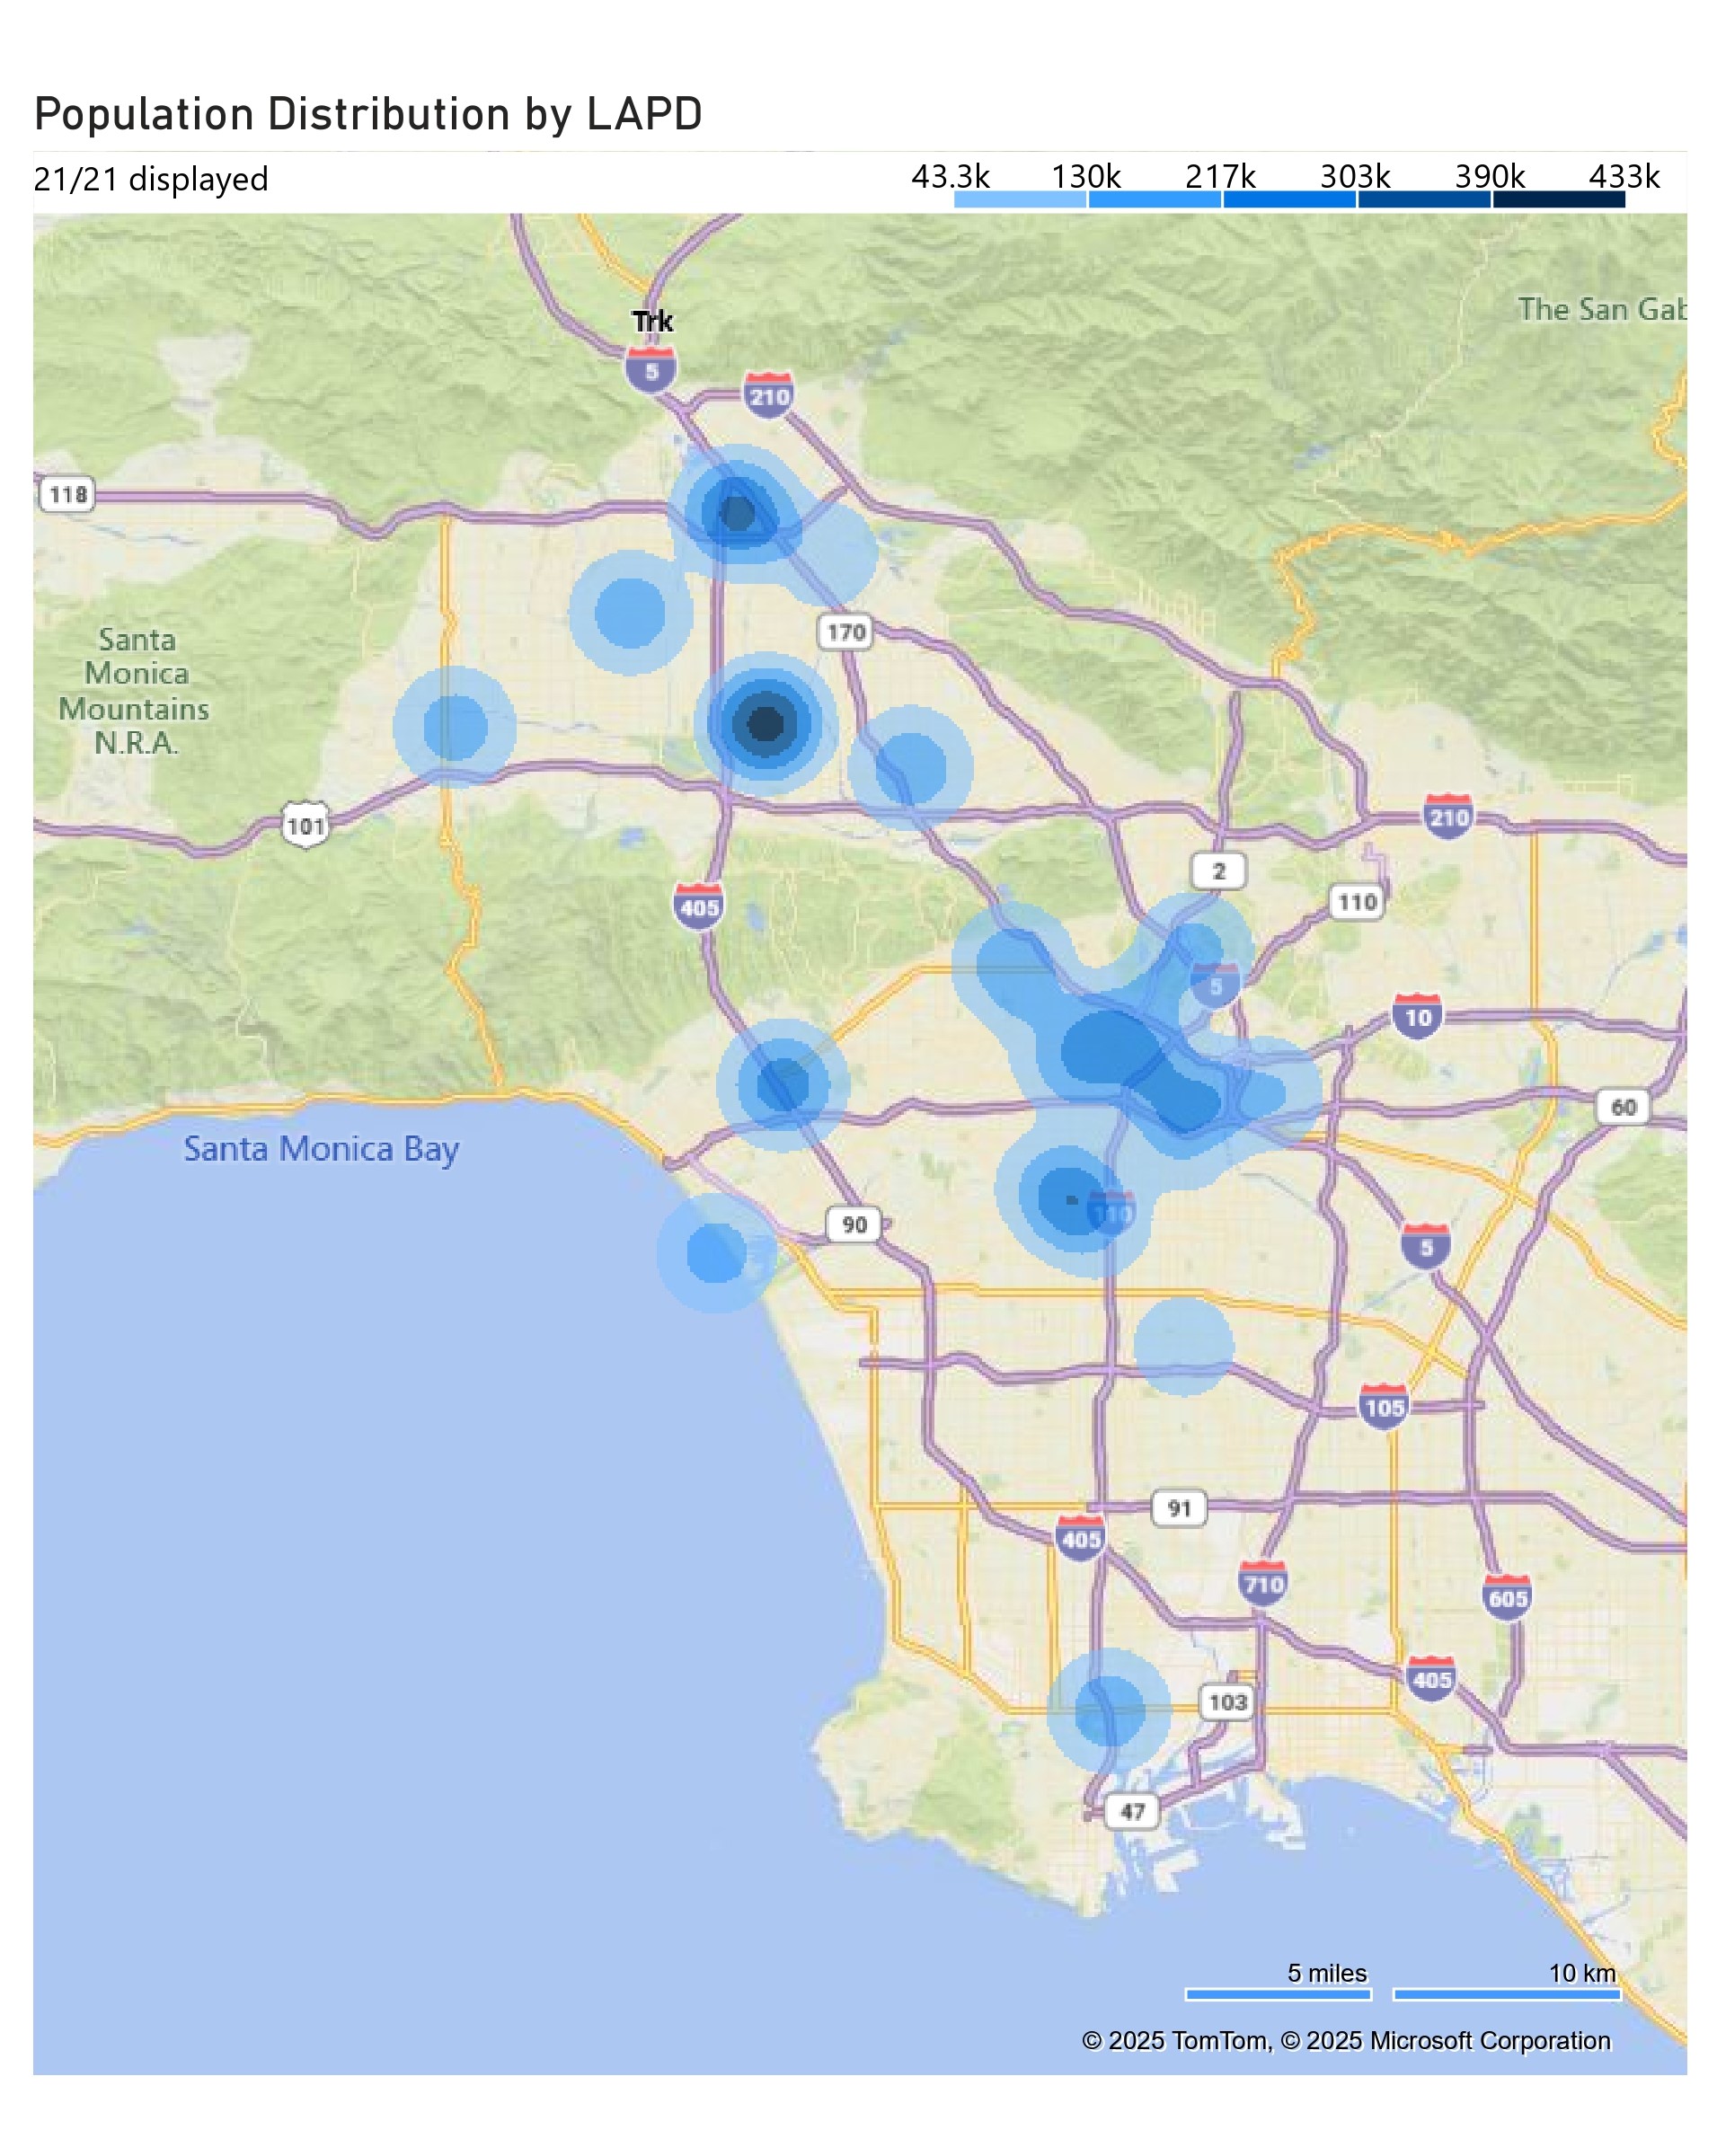 Population Distribution by LAPD
21/21 displayed
43.3k 130k 217k 303k 390k 433k
The San Gab
Trk
5
210
118
170
Santa
Monica
Mountains
N.R.A.
101
210
2
110
405
5
10
60
Santa Monica Bay
90
110
5
105
91
405
710
605
405
103
47
5 miles 10 km
© 2025 TomTom, © 2025 Microsoft Corporation